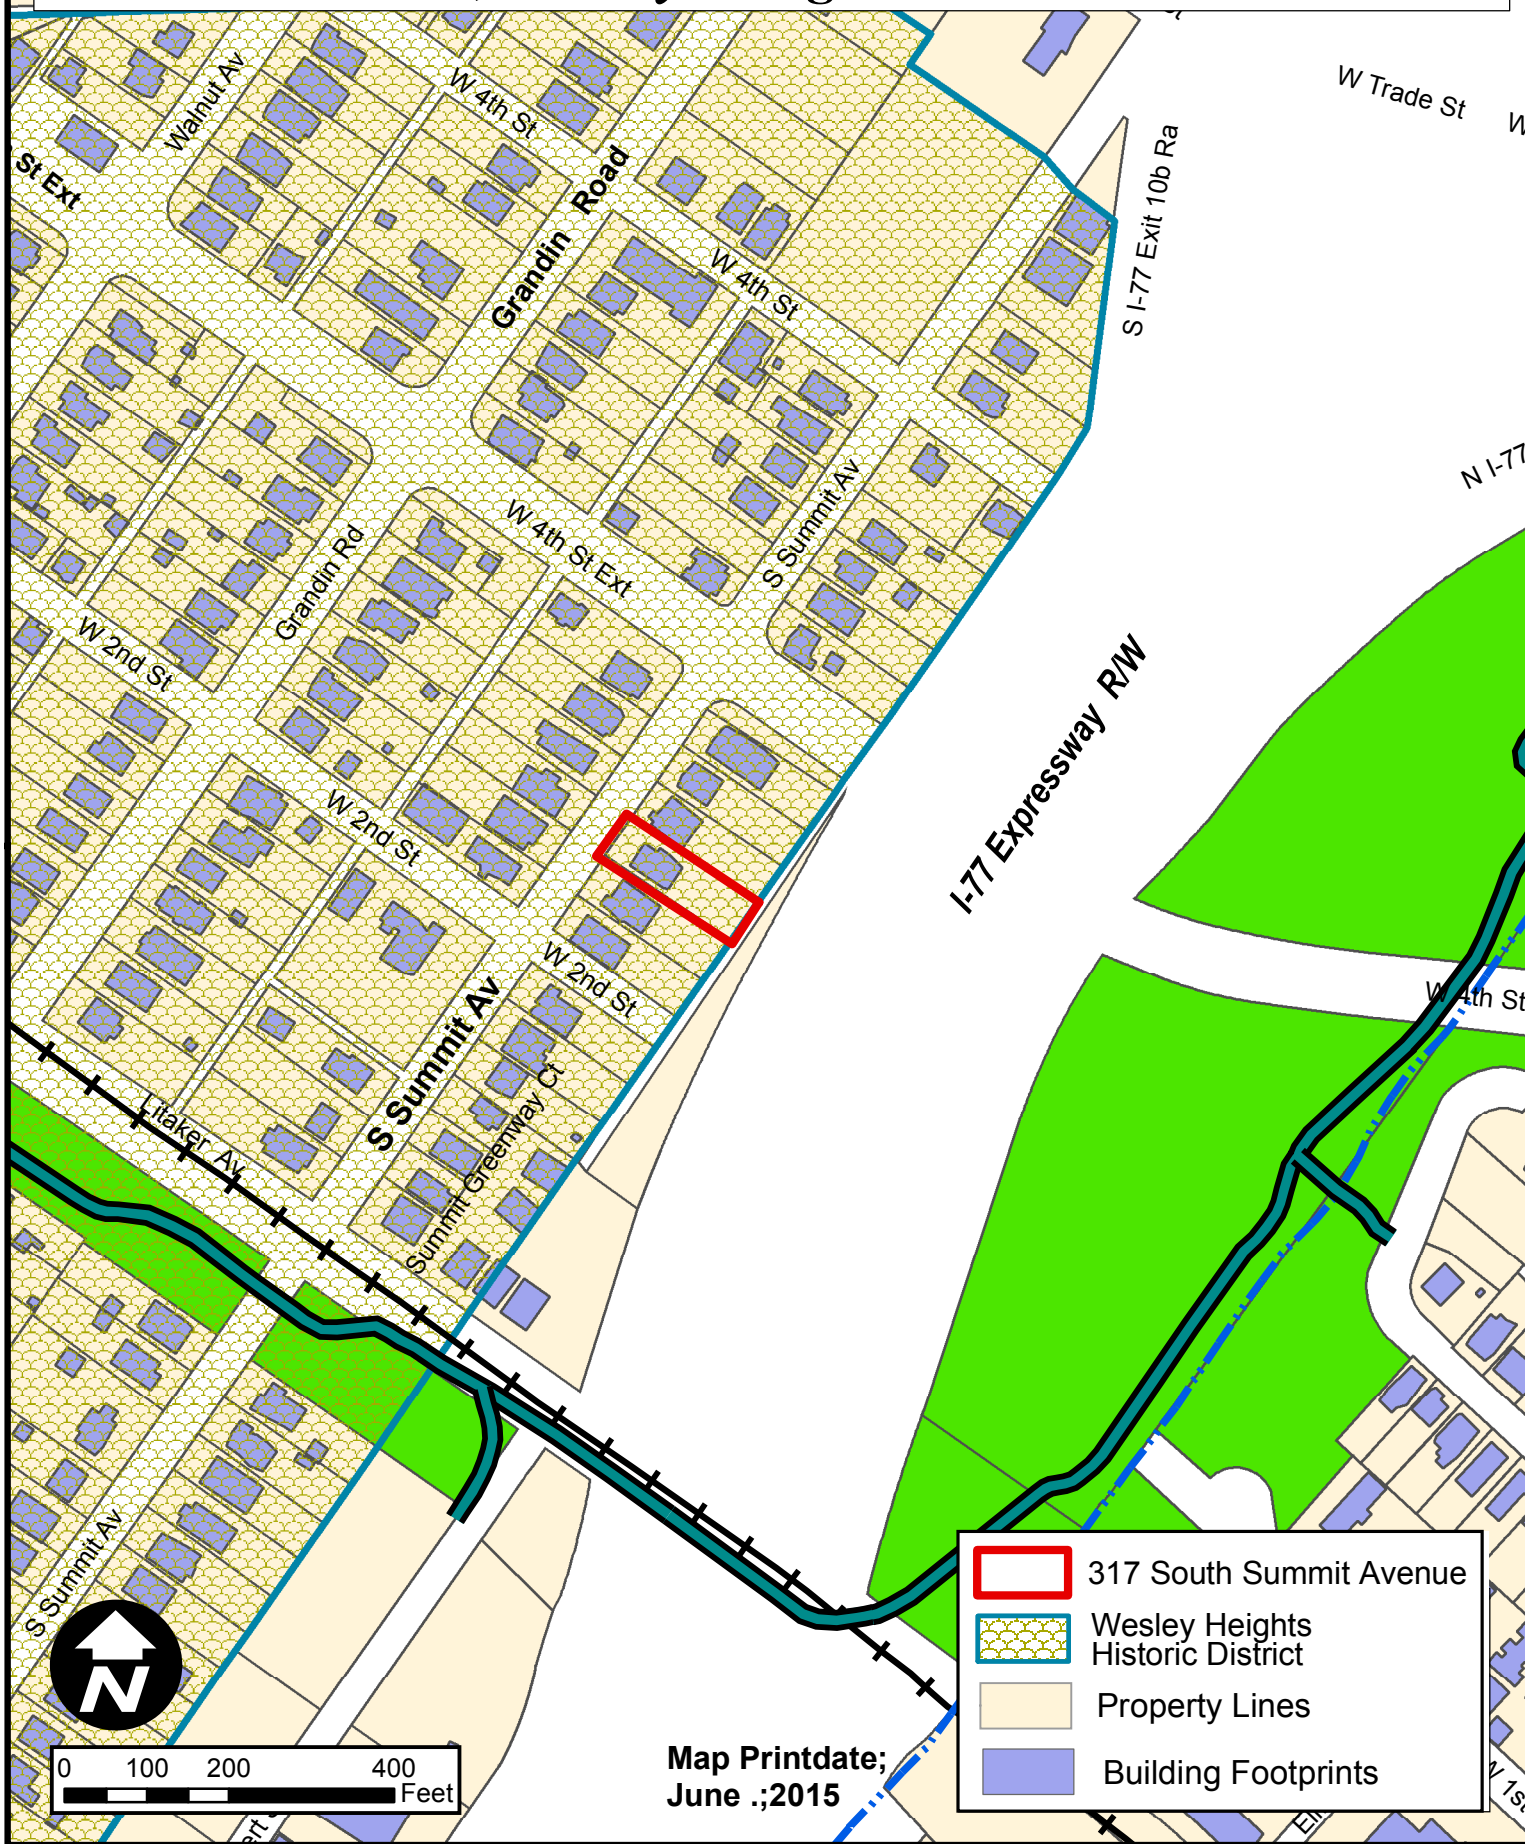 W Trade St
Walnut Av
W 4th St
St Ext
Grandin Road
S I-77 Exit 10b Ra
W 4th St
N I-77
S Summit Av
W 4th St Ext
Grandin Rd
W 2nd St
I-77 Expressway R/W
W 2nd St
W 2nd St
W 4th St
S Summit Av
Summit Greenway Ct
Litaker Av
S Summit Av
N
0 100 200 400
Feet
Map Printdate;
June .;2015
317 South Summit Avenue
Wesley Heights
Historic District
Property Lines
Building Footprints
W 1st